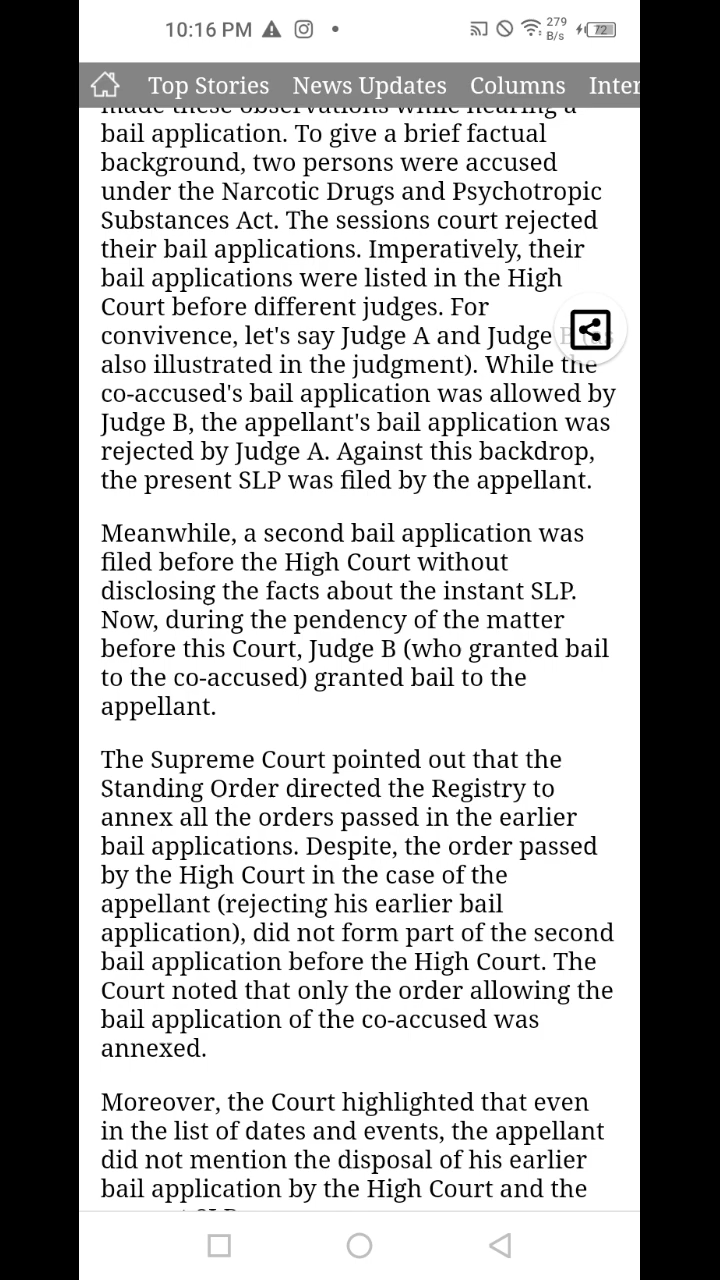 10:16 PM
279
B/s
72
Top Stories News Updates Columns Inter
made these observations while hearing a
bail application. To give a brief factual
background, two persons were accused
under the Narcotic Drugs and Psychotropic
Substances Act. The sessions court rejected
their bail applications. Imperatively, their
bail applications were listed in the High
Court before different judges. For
convivence, let's say Judge A and Judge B (as
also illustrated in the judgment). While the
co-accused's bail application was allowed by
Judge B, the appellant's bail application was
rejected by Judge A. Against this backdrop,
the present SLP was filed by the appellant.
Meanwhile, a second bail application was
filed before the High Court without
disclosing the facts about the instant SLP.
Now, during the pendency of the matter
before this Court, Judge B (who granted bail
to the co-accused) granted bail to the
appellant.
The Supreme Court pointed out that the
Standing Order directed the Registry to
annex all the orders passed in the earlier
bail applications. Despite, the order passed
by the High Court in the case of the
appellant (rejecting his earlier bail
application), did not form part of the second
bail application before the High Court. The
Court noted that only the order allowing the
bail application of the co-accused was
annexed.
Moreover, the Court highlighted that even
in the list of dates and events, the appellant
did not mention the disposal of his earlier
bail application by the High Court and the